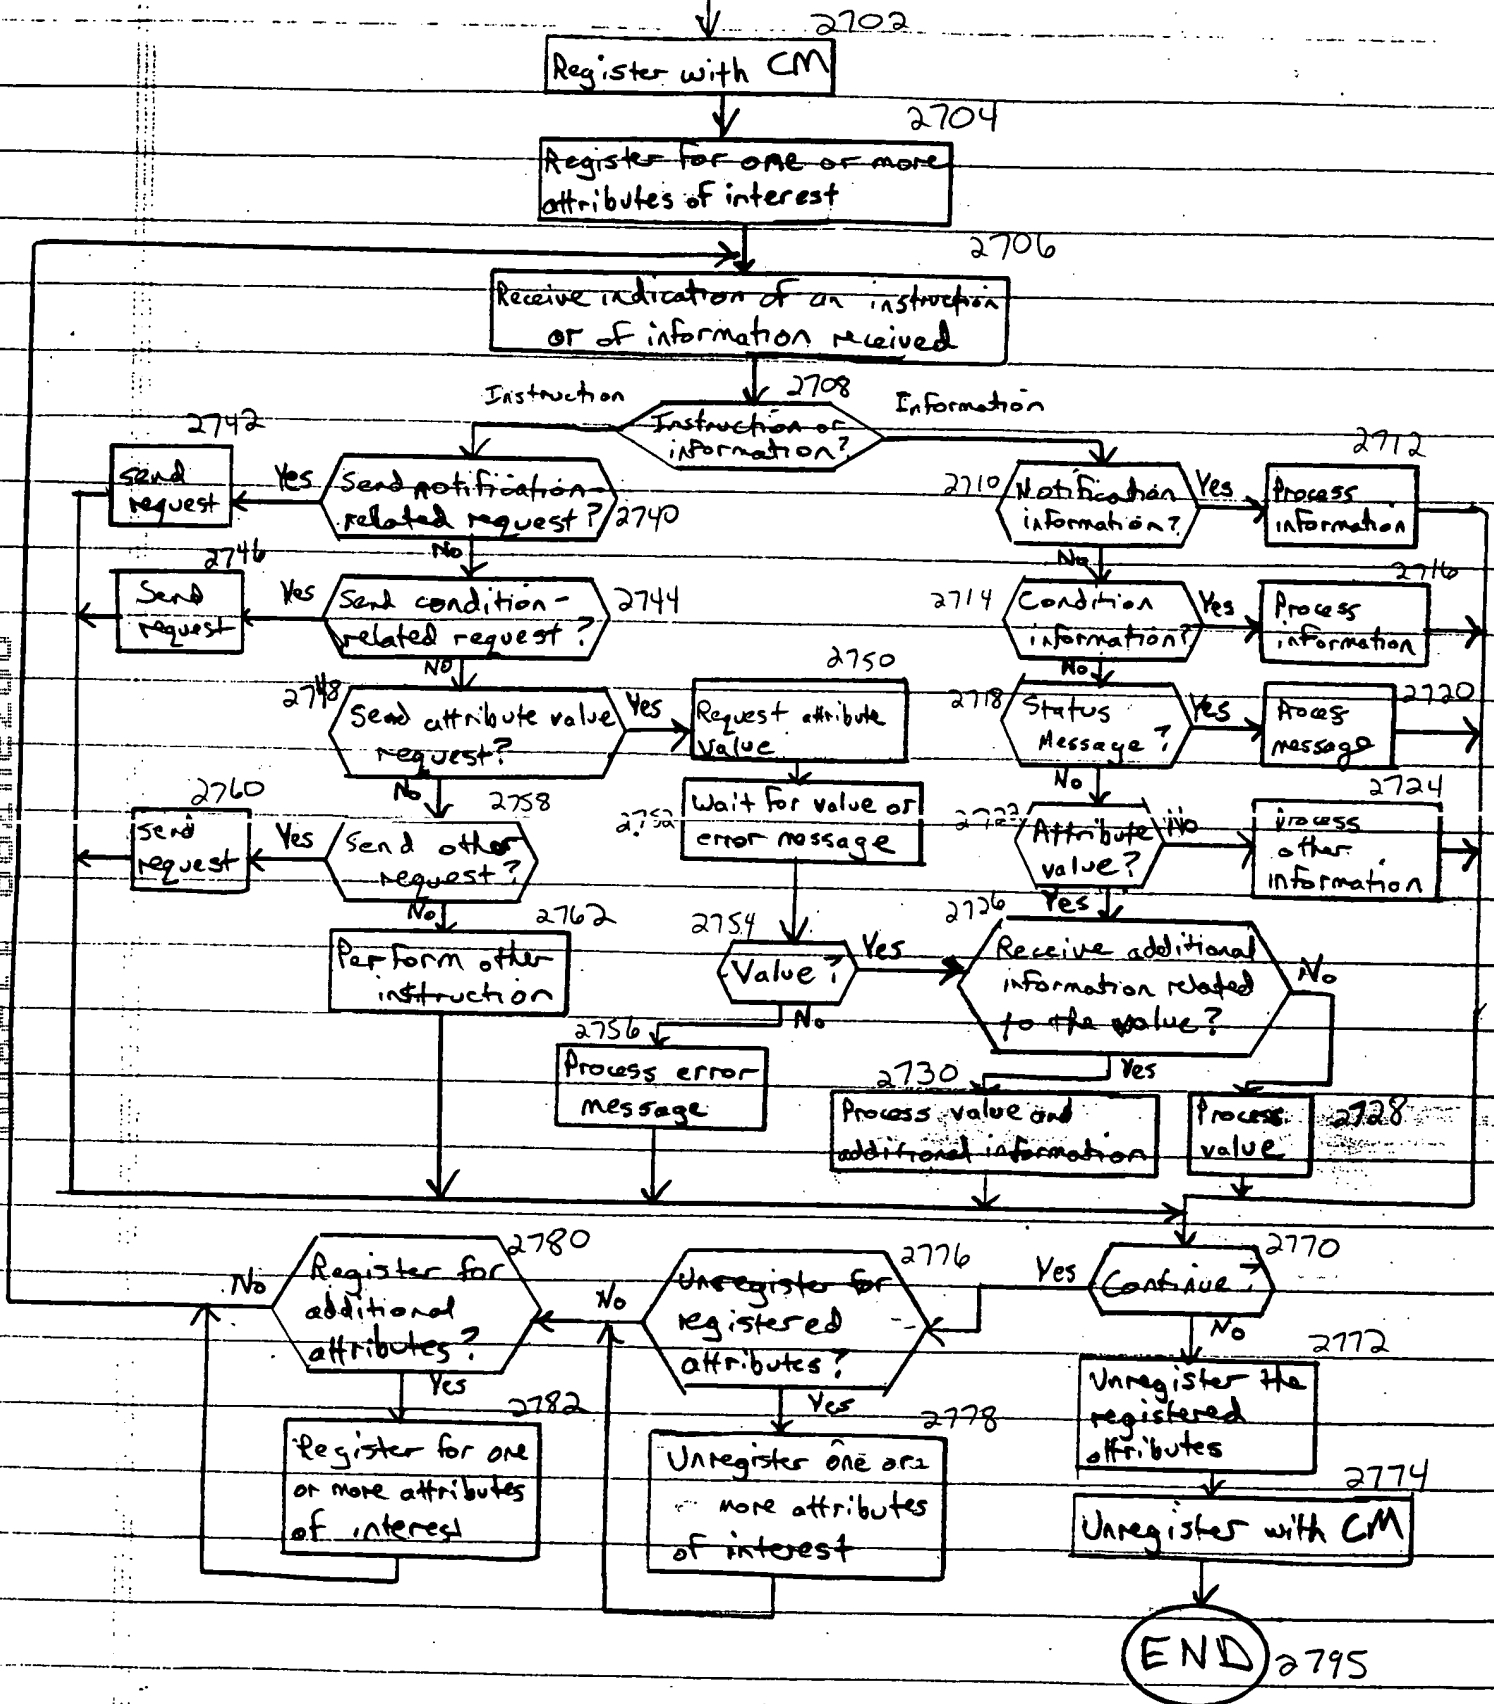 2702
Register with CM
2704
Register for one or more
attributes of interest
2706
Receive indication of an instruction
or of information received
2708
Instruction
Information
Instruction or
information?
2742
send
request
Yes
Send notification-
related request?
2740
No
2746
Send
request
Yes
Send condition-
related request?
2744
No
2748
Send attribute value
request?
Yes
2750
Request attribute
value
2752
Wait for value or
error message
No
2758
2760
send
request
Yes
Send other
request?
No
2762
Perform other
instruction
2754
Value?
Yes
No
2756
Process error
message
2710
Notification
information?
Yes
2712
Process
information
No
2714
Condition
information?
Yes
2716
Process
information
No
2718
Status
Message?
Yes
2720
Process
message
No
2722
Attribute
value?
No
2724
process
other
information
Yes
2726
Receive additional
information related
to the value?
No
Yes
2730
Process value and
additional information
Process
value
2728
2770
Continue?
Yes
No
2772
Unregister the
registered
attributes
2774
Unregister with CM
END
2795
2776
Unregister for
registered
attributes?
No
Yes
2778
Unregister one or
more attributes
of interest
2780
Register for
additional
attributes?
No
Yes
2782
Register for one
or more attributes
of interest